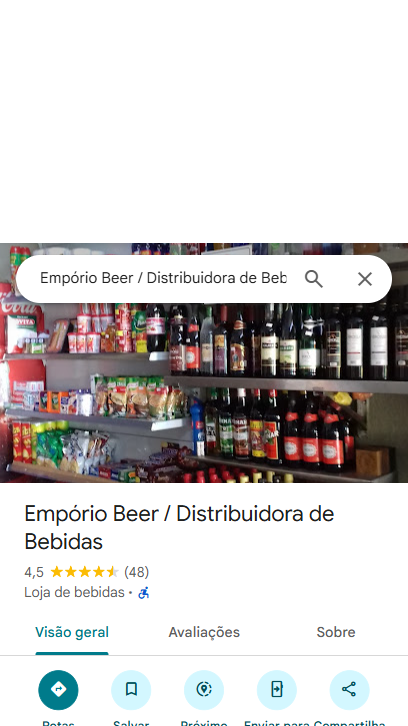 Empório Beer / Distribuidora de Beb
Empório Beer / Distribuidora de
Bebidas
4,5 (48)
Loja de bebidas ·
Visão geral Avaliações Sobre
Rotas Salvar Próximo Enviar para Compartilha